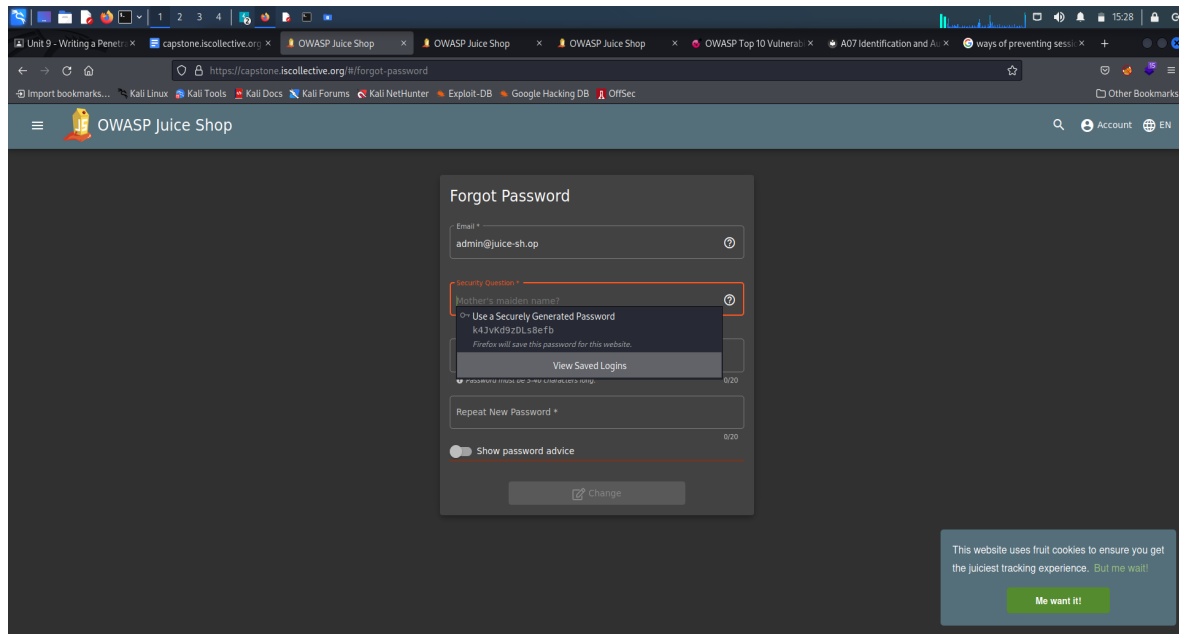 1 2 3 4
15:28
Unit 9 - Writing a Penetra
capstone.iscollective.org
OWASP Juice Shop
OWASP Juice Shop
OWASP Juice Shop
OWASP Top 10 Vulnerabi
A07 Identification and Au
ways of preventing sessio
https://capstone.iscollective.org/#/forgot-password
15
Import bookmarks...
Kali Linux
Kali Tools
Kali Docs
Kali Forums
Kali NetHunter
Exploit-DB
Google Hacking DB
OffSec
Other Bookmarks
OWASP Juice Shop
Account
EN
Forgot Password
Email *
admin@juice-sh.op
Security Question *
Mother's maiden name?
Use a Securely Generated Password
k4JvKd9zDLs8efb
Firefox will save this password for this website.
View Saved Logins
Password must be 5-40 characters long.
0/20
Repeat New Password *
0/20
Show password advice
Change
This website uses fruit cookies to ensure you get
the juiciest tracking experience. But me wait!
Me want it!